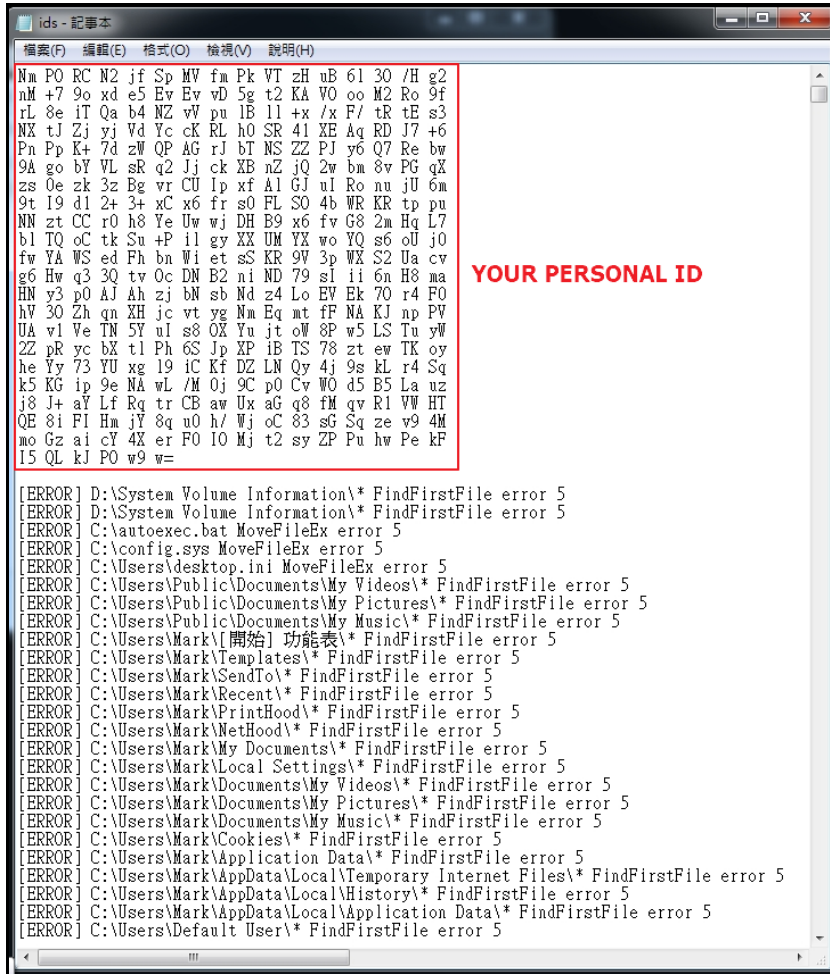 ids - 記事本
檔案(F) 編輯(E) 格式(O) 檢視(V) 說明(H)
Nm PO RC N2 jf Sp MV fm Pk VT zH uB 61 30 /H g2
nM +7 9o xd e5 Ev Ev vD 5g t2 KA VO oo M2 Ro 9f
rL 8e iT Qa b4 NZ vV pu 1B 11 +x /x F/ tR tE s3
NX tJ Zj yj Vd Yc cK RL h0 SR 41 XE Aq RD J7 +6
Pn Pp K+ 7d zW QP AG rJ bT NS ZZ PJ y6 Q7 Re bw
9A go bY VL sR q2 Jj ck XB nZ jQ 2w bm 8v PG qX
zs 0e zk 3z Bg vr CU Ip xf Al GJ uI Ro nu jU 6m
9t I9 d1 2+ 3+ xC x6 fr s0 FL SO 4b WR KR tp pu
NN zt CC r0 h8 Ye Uw wj DH B9 x6 fv G8 2m Hq L7
bl TQ oC tk Su +P il gy XX UM YX wo YQ s6 oU j0
fw YA WS ed Fh bn Wi et sS KR 9V 3p WX S2 Ua cv
g6 Hw q3 3Q tv Oc DN B2 ni ND 79 sI ii 6n H8 ma
HN y3 p0 AJ Ah zj bN sb Nd z4 Lo EV Ek 70 r4 F0
hV 30 Zh qn XH jc vt yg Nm Eq mt fF NA KJ np PV
UA v1 Ve TN 5Y uI s8 OX Yu jt oW 8P w5 LS Tu yW
2Z pR yc bX tl Ph 6S Jp XP iB TS 78 zt ew TK oy
he Yy 73 YU xg 19 iC Kf DZ LN Qy 4j 9s kL r4 Sq
k5 KG ip 9e NA wL /M 0j 9C p0 Cv WO d5 B5 La uz
j8 J+ aY Lf Rq tr CB aw Ux aG q8 fM qv R1 VW HT
QE 8i FI Hm jY 8q u0 h/ Wj oC 83 sG Sq ze v9 4M
mo Gz ai cY 4X er F0 IO Mj t2 sy ZP Pu hw Pe kF
I5 QL kJ PO w9 w=
YOUR PERSONAL ID
[ERROR] D:\System Volume Information\* FindFirstFile error 5
[ERROR] D:\System Volume Information\* FindFirstFile error 5
[ERROR] C:\autoexec.bat MoveFileEx error 5
[ERROR] C:\config.sys MoveFileEx error 5
[ERROR] C:\Users\desktop.ini MoveFileEx error 5
[ERROR] C:\Users\Public\Documents\My Videos\* FindFirstFile error 5
[ERROR] C:\Users\Public\Documents\My Pictures\* FindFirstFile error 5
[ERROR] C:\Users\Public\Documents\My Music\* FindFirstFile error 5
[ERROR] C:\Users\Mark\[開始] 功能表\* FindFirstFile error 5
[ERROR] C:\Users\Mark\Templates\* FindFirstFile error 5
[ERROR] C:\Users\Mark\SendTo\* FindFirstFile error 5
[ERROR] C:\Users\Mark\Recent\* FindFirstFile error 5
[ERROR] C:\Users\Mark\PrintHood\* FindFirstFile error 5
[ERROR] C:\Users\Mark\NetHood\* FindFirstFile error 5
[ERROR] C:\Users\Mark\My Documents\* FindFirstFile error 5
[ERROR] C:\Users\Mark\Local Settings\* FindFirstFile error 5
[ERROR] C:\Users\Mark\Documents\My Videos\* FindFirstFile error 5
[ERROR] C:\Users\Mark\Documents\My Pictures\* FindFirstFile error 5
[ERROR] C:\Users\Mark\Documents\My Music\* FindFirstFile error 5
[ERROR] C:\Users\Mark\Cookies\* FindFirstFile error 5
[ERROR] C:\Users\Mark\Application Data\* FindFirstFile error 5
[ERROR] C:\Users\Mark\AppData\Local\Temporary Internet Files\* FindFirstFile error 5
[ERROR] C:\Users\Mark\AppData\Local\History\* FindFirstFile error 5
[ERROR] C:\Users\Mark\AppData\Local\Application Data\* FindFirstFile error 5
[ERROR] C:\Users\Default User\* FindFirstFile error 5